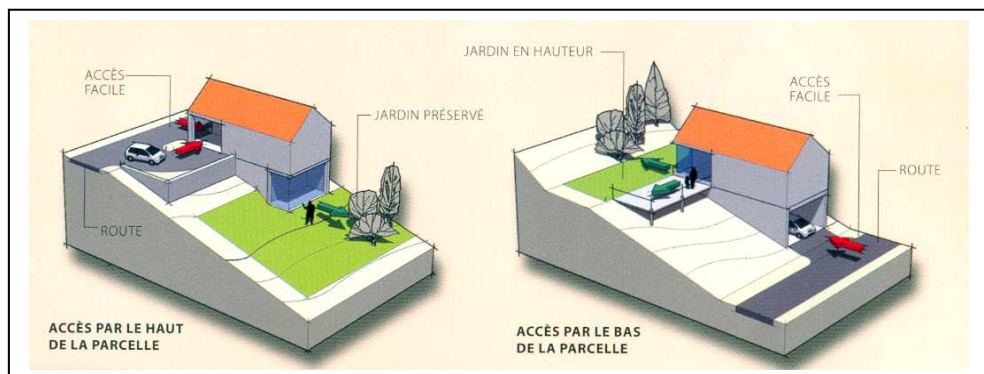 ACCÈS
FACILE
JARDIN PRÉSERVÉ
ROUTE
ACCÈS PAR LE HAUT
DE LA PARCELLE
JARDIN EN HAUTEUR
ACCÈS
FACILE
ROUTE
ACCÈS PAR LE BAS
DE LA PARCELLE